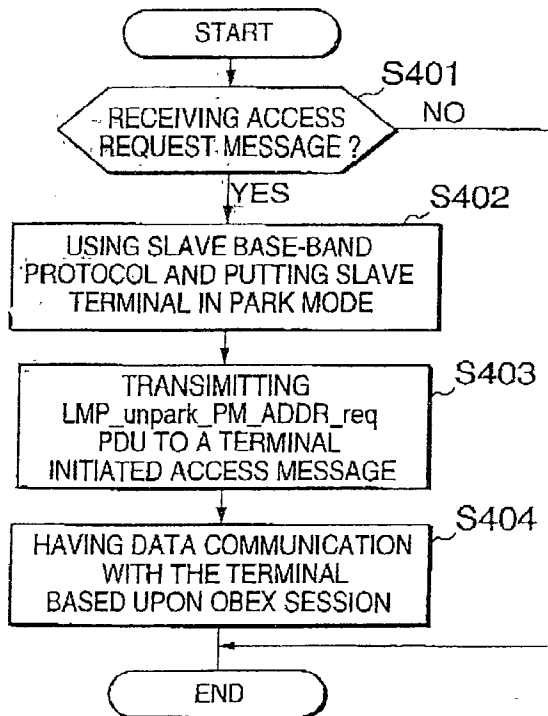 START
S401
RECEIVING ACCESS
REQUEST MESSAGE ?
NO
YES
S402
USING SLAVE BASE-BAND
PROTOCOL AND PUTTING SLAVE
TERMINAL IN PARK MODE
S403
TRANSIMITTING
LMP_unpark_PM_ADDR_req
PDU TO A TERMINAL
INITIATED ACCESS MESSAGE
S404
HAVING DATA COMMUNICATION
WITH THE TERMINAL
BASED UPON OBEX SESSION
END